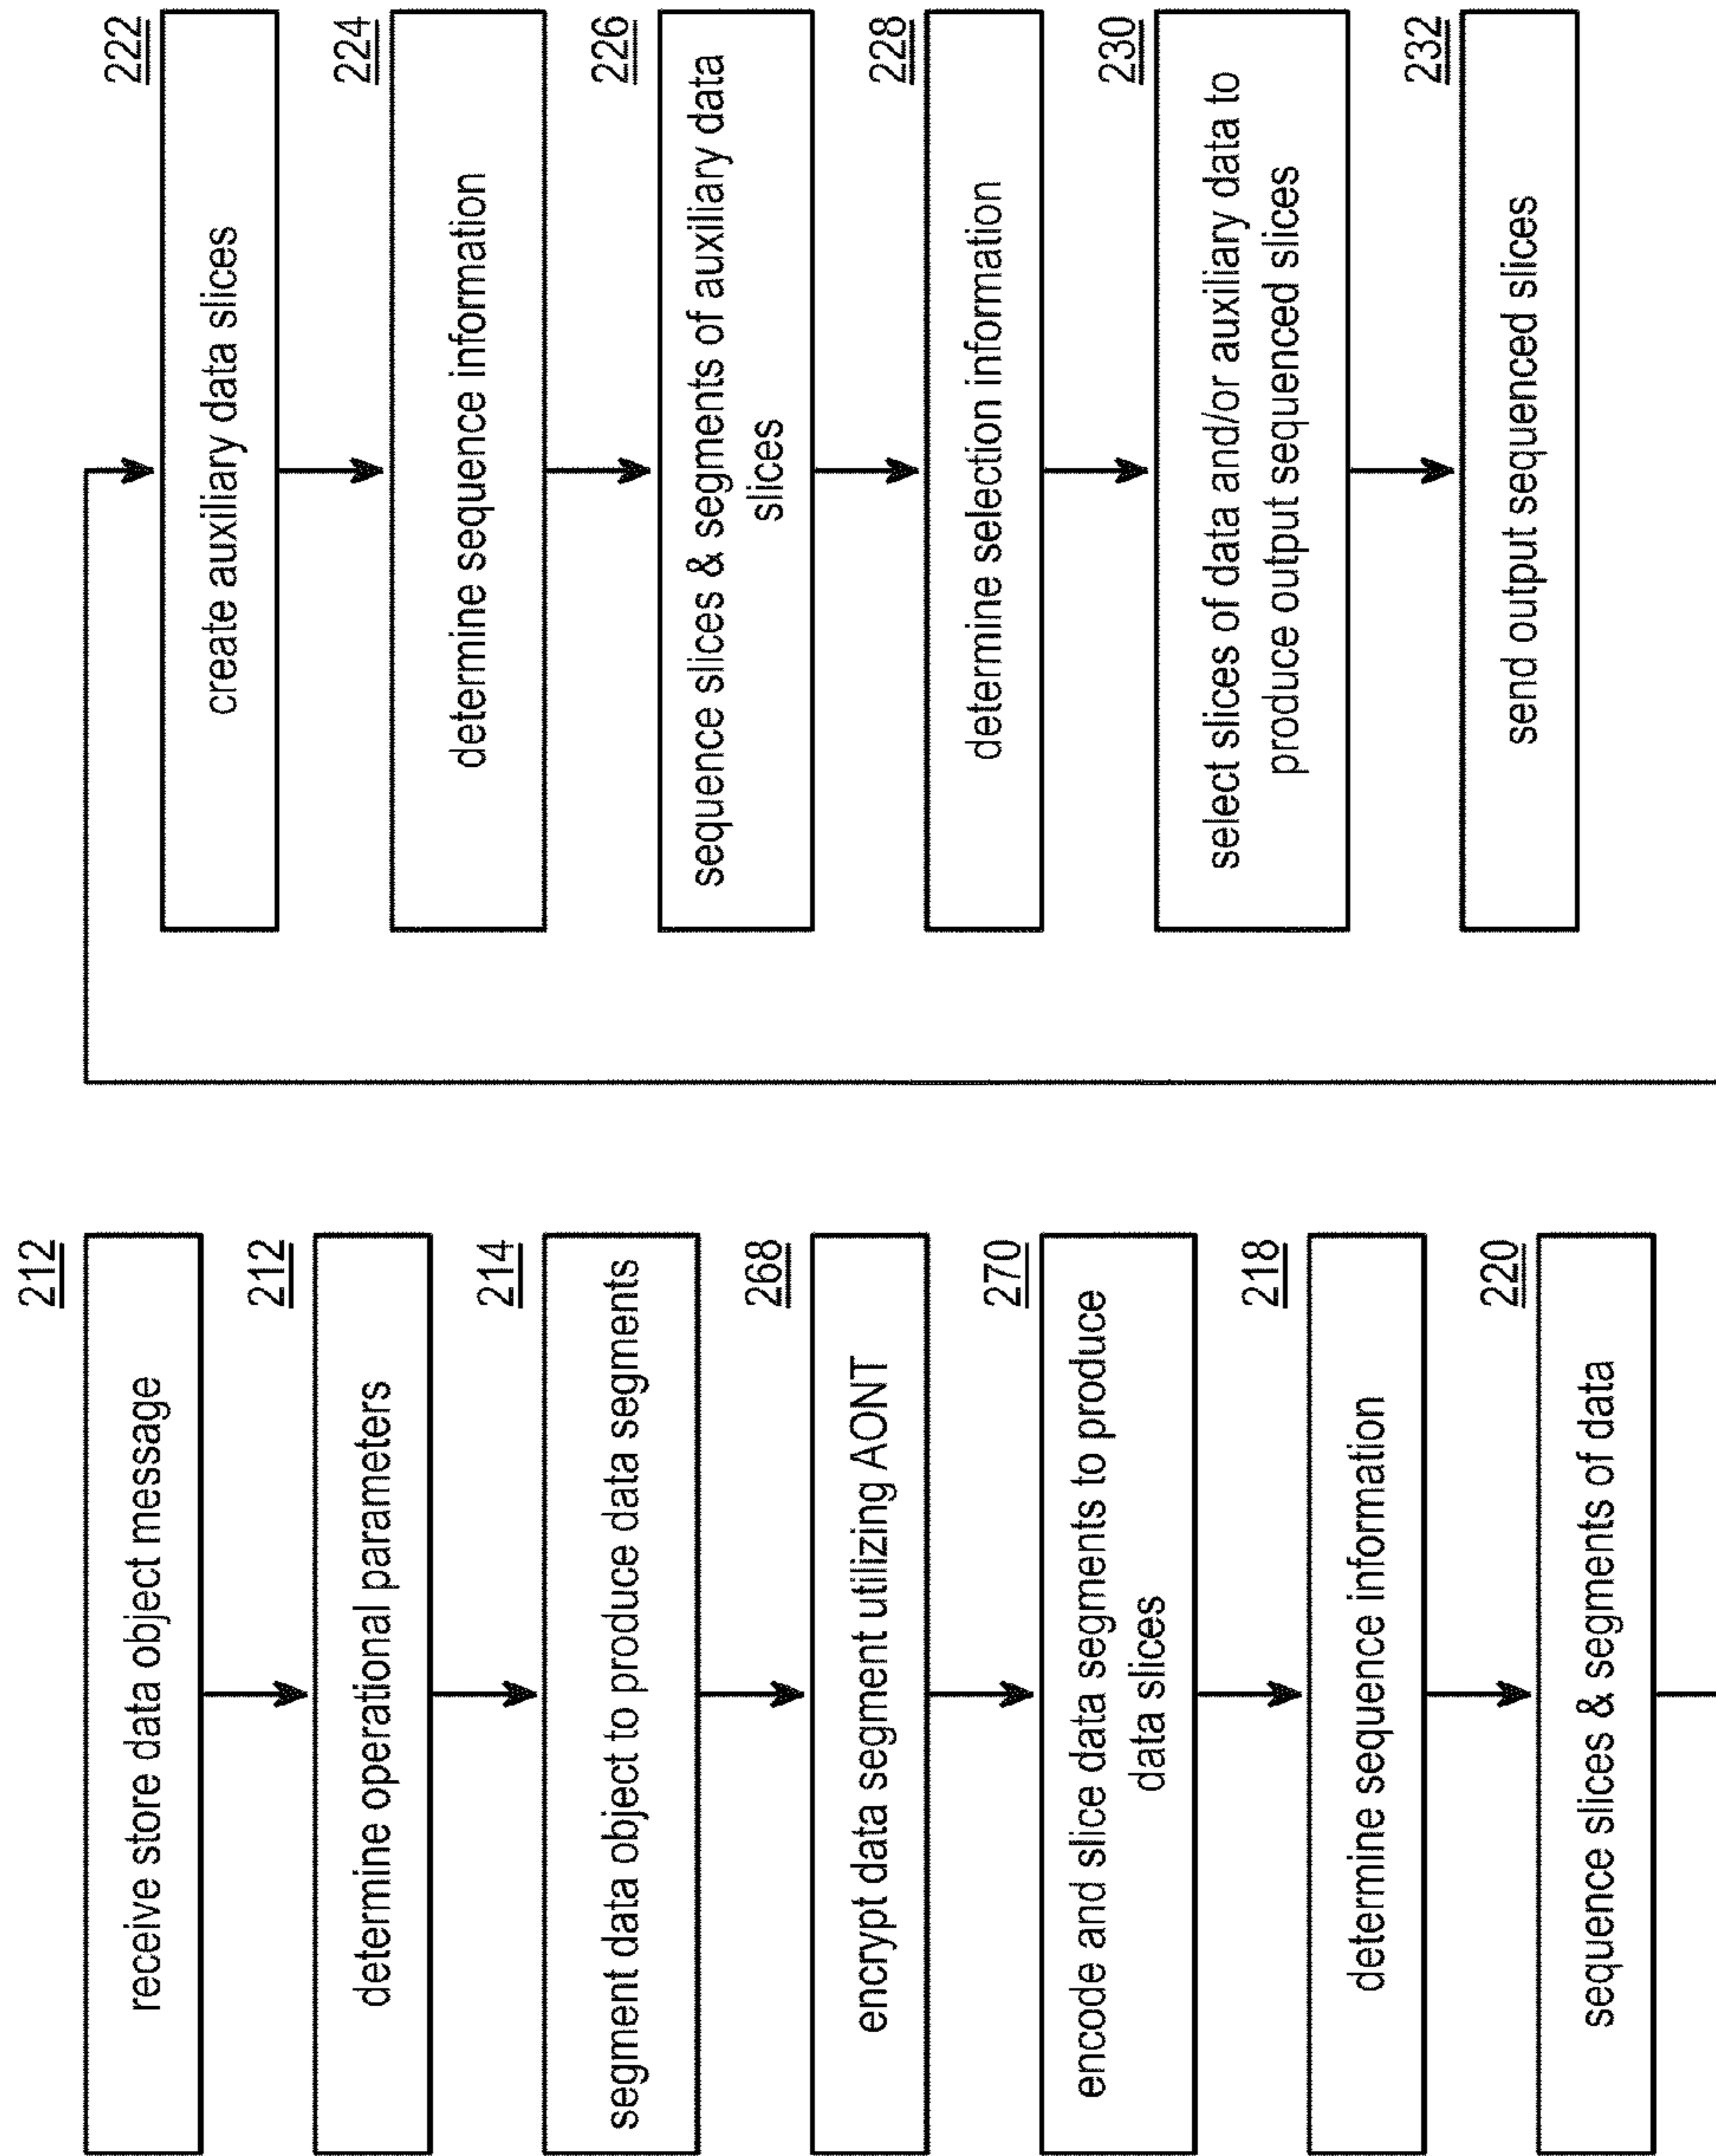 212
receive store data object message
212
determine operational parameters
214
segment data object to produce data segments
268
encrypt data segment utilizing AONT
270
encode and slice data segments to produce
data slices
218
determine sequence information
220
sequence slices & segments of data
222
create auxiliary data slices
224
determine sequence information
226
sequence slices & segments of auxiliary data
slices
228
determine selection information
230
select slices of data and/or auxiliary data to
produce output sequenced slices
232
send output sequenced slices